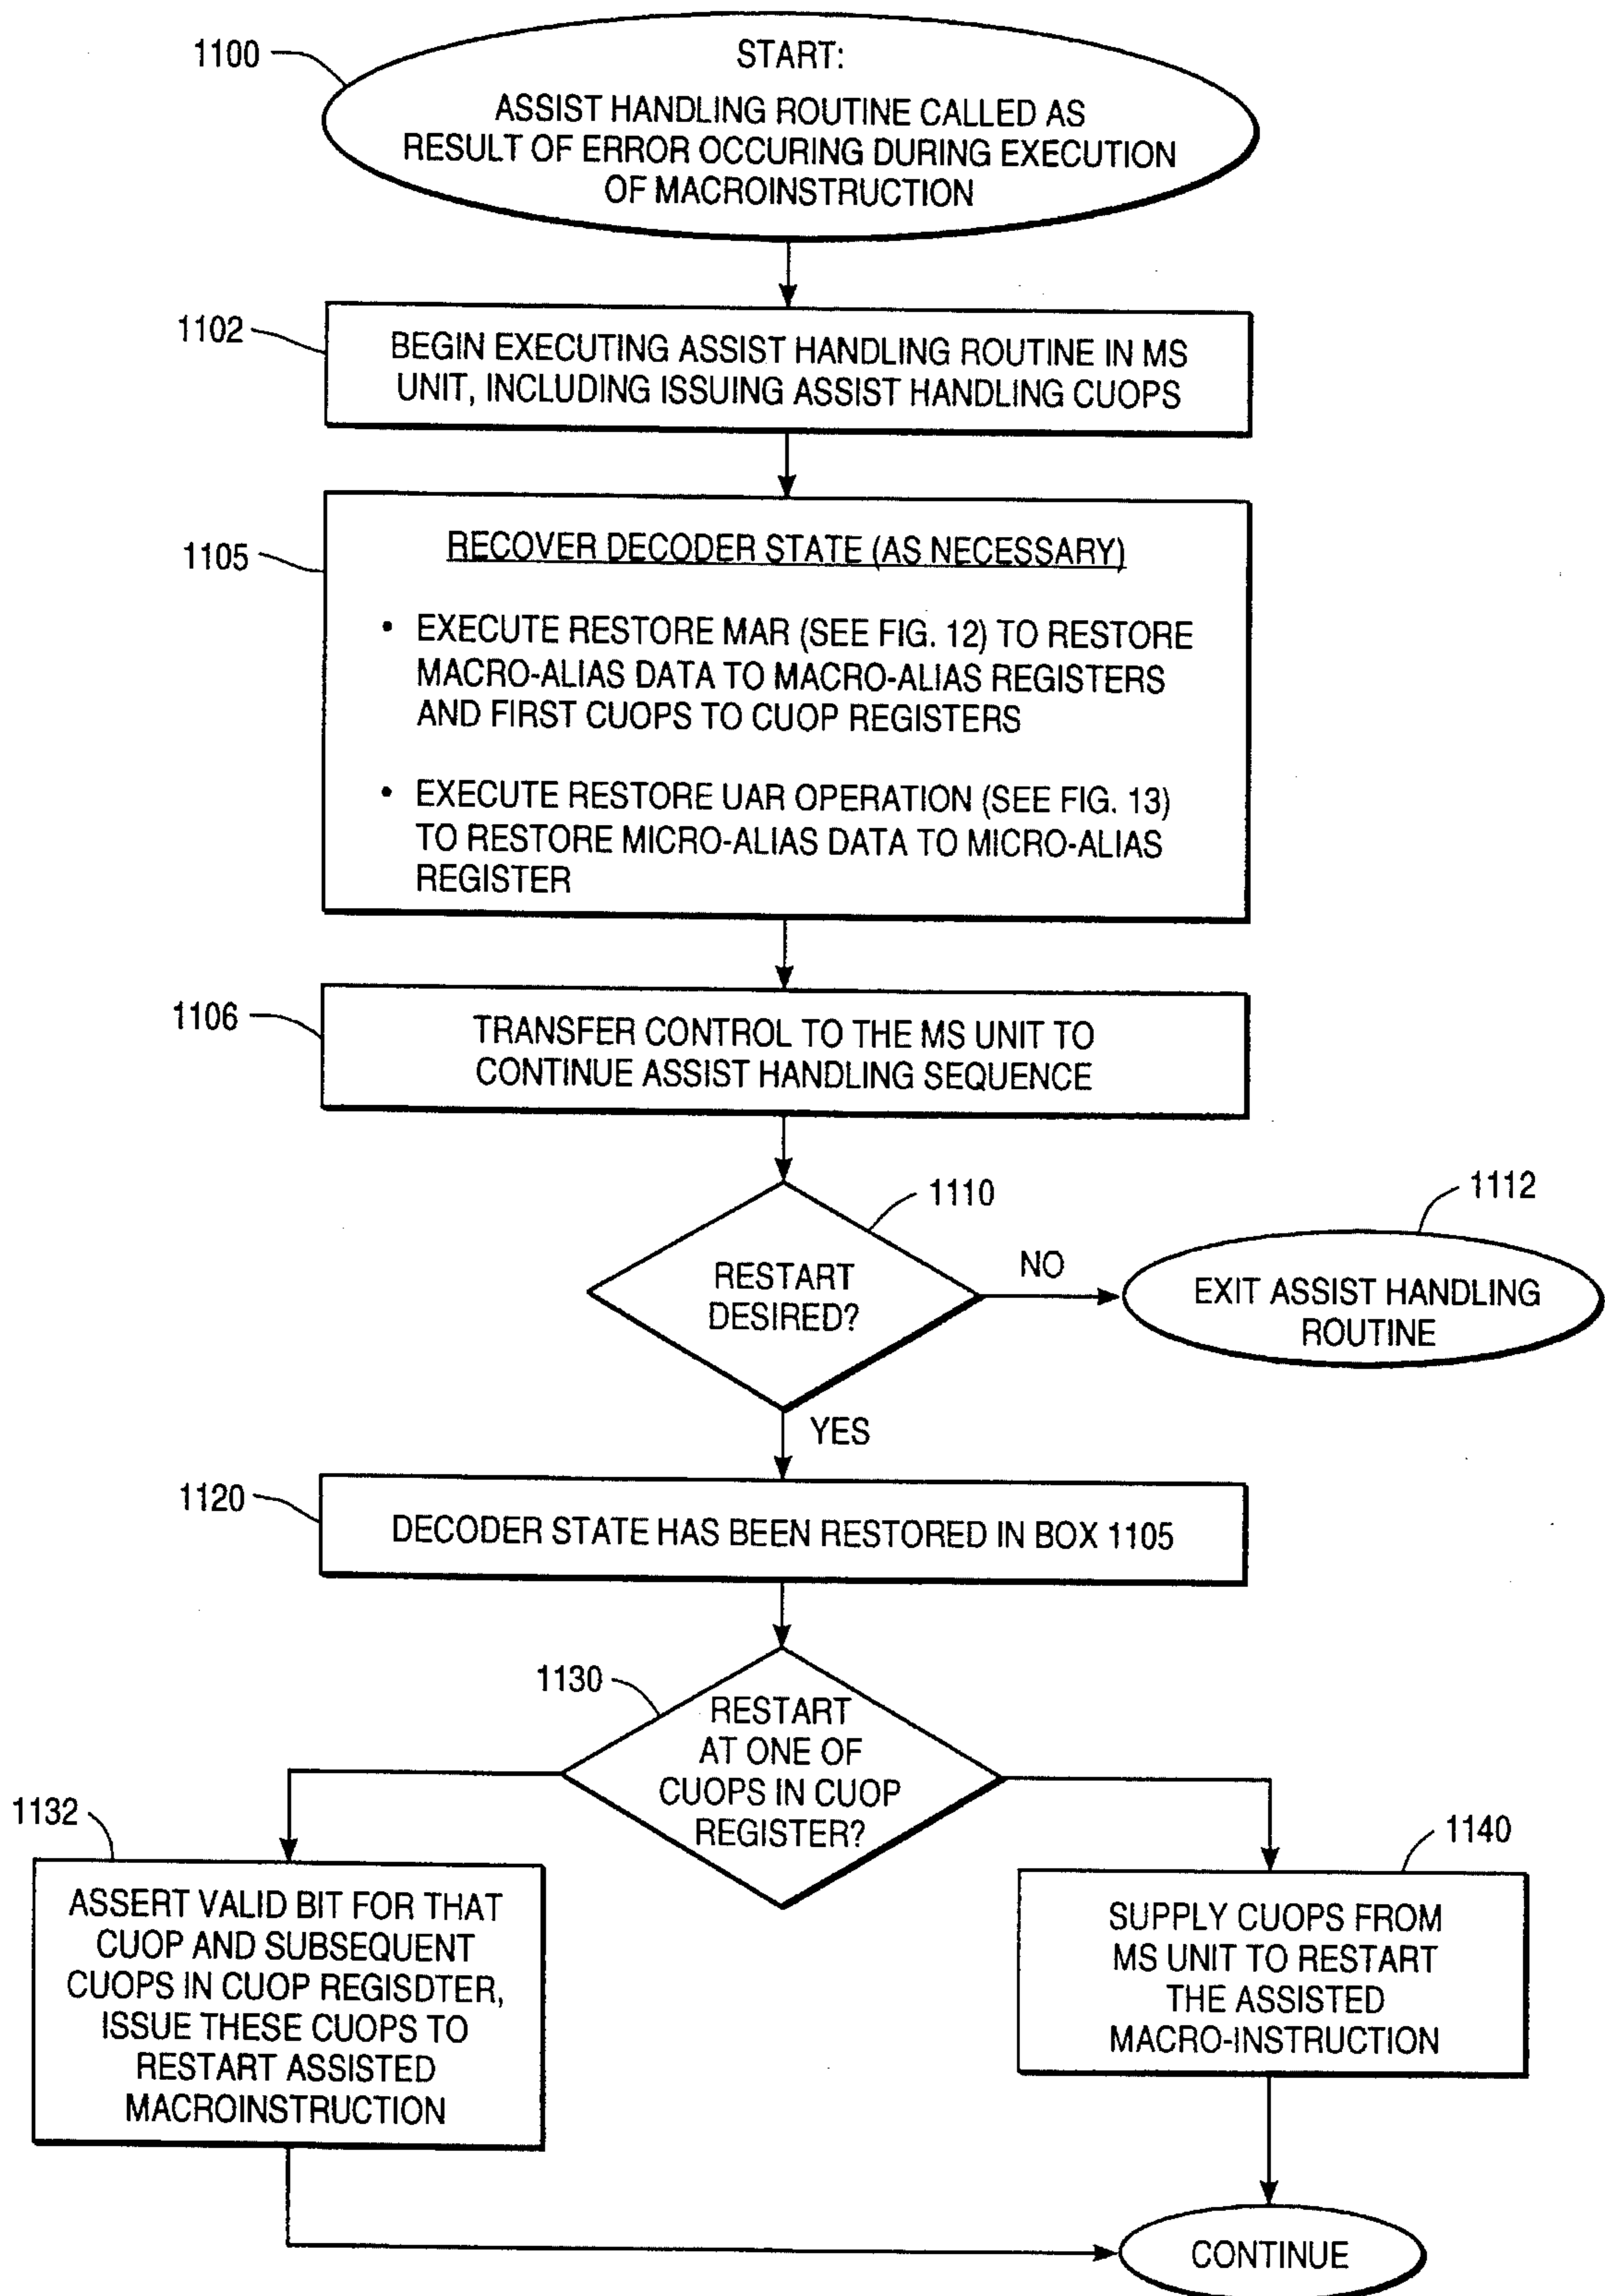 1100
START:
ASSIST HANDLING ROUTINE CALLED AS
RESULT OF ERROR OCCURING DURING EXECUTION
OF MACROINSTRUCTION
1102
BEGIN EXECUTING ASSIST HANDLING ROUTINE IN MS
UNIT, INCLUDING ISSUING ASSIST HANDLING CUOPS
1105
RECOVER DECODER STATE (AS NECESSARY)
• EXECUTE RESTORE MAR (SEE FIG. 12) TO RESTORE
MACRO-ALIAS DATA TO MACRO-ALIAS REGISTERS
AND FIRST CUOPS TO CUOP REGISTERS
• EXECUTE RESTORE UAR OPERATION (SEE FIG. 13)
TO RESTORE MICRO-ALIAS DATA TO MICRO-ALIAS
REGISTER
1106
TRANSFER CONTROL TO THE MS UNIT TO
CONTINUE ASSIST HANDLING SEQUENCE
1110
RESTART
DESIRED?
NO
1112
EXIT ASSIST HANDLING
ROUTINE
YES
1120
DECODER STATE HAS BEEN RESTORED IN BOX 1105
1130
RESTART
AT ONE OF
CUOPS IN CUOP
REGISTER?
1132
ASSERT VALID BIT FOR THAT
CUOP AND SUBSEQUENT
CUOPS IN CUOP REGISDTER,
ISSUE THESE CUOPS TO
RESTART ASSISTED
MACROINSTRUCTION
1140
SUPPLY CUOPS FROM
MS UNIT TO RESTART
THE ASSISTED
MACRO-INSTRUCTION
CONTINUE